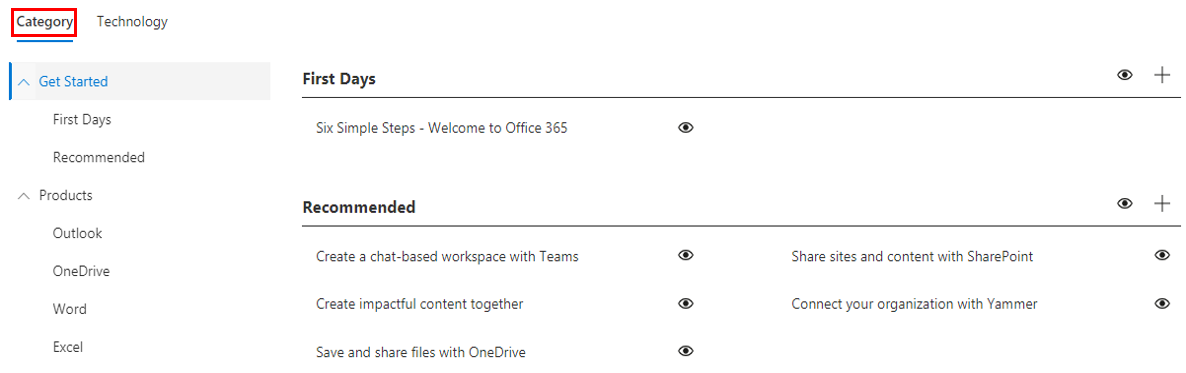 Category Technology
Get Started
First Days
Recommended
Products
Outlook
OneDrive
Word
Excel
First Days
Six Simple Steps - Welcome to Office 365
Recommended
Create a chat-based workspace with Teams Share sites and content with SharePoint
Create impactful content together Connect your organization with Yammer
Save and share files with OneDrive